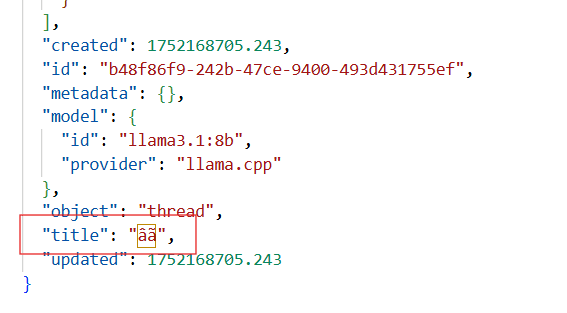 }
],
"created": 1752168705.243,
"id": "b48f86f9-242b-47ce-9400-493d431755ef",
"metadata": {},
"model": {
"id": "llama3.1:8b",
"provider": "llama.cpp"
},
"object": "thread",
"title": "âã",
"updated": 1752168705.243
}